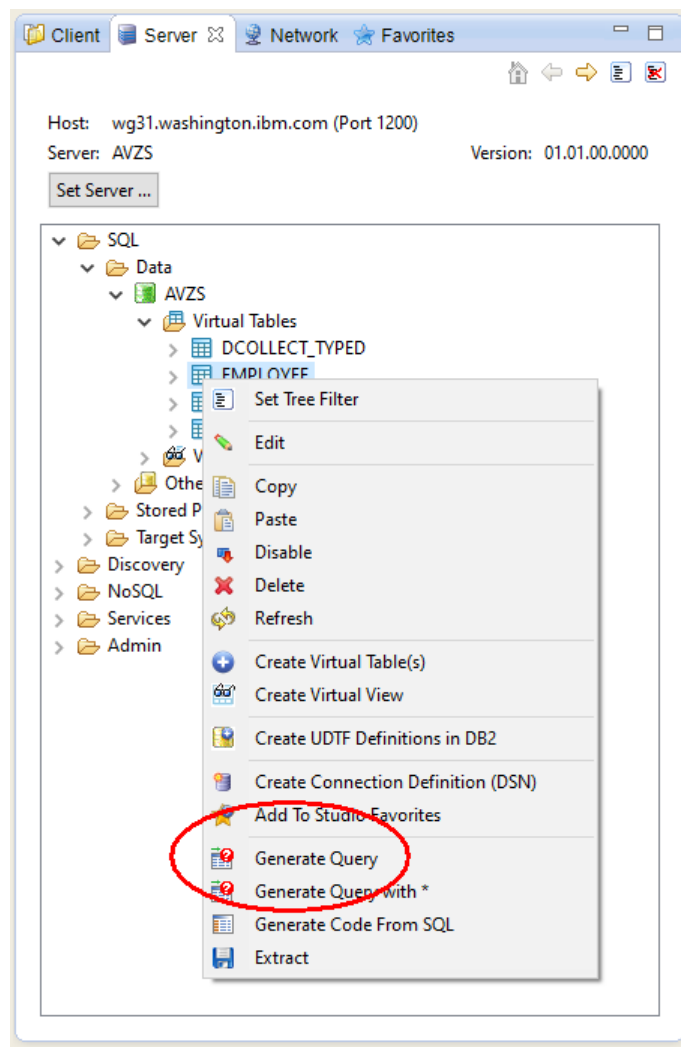 Client Server Network Favorites
Host: wg31.washington.ibm.com (Port 1200)
Server: AVZS Version: 01.01.00.0000
Set Server ...
SQL
Data
AVZS
Virtual Tables
DCOLLECT_TYPED
EMPLOYEE
Set Tree Filter
Edit
V
Othe
Copy
Stored P
Paste
Target Sy
Disable
Discovery
Delete
NoSQL
Services
Refresh
Admin
Create Virtual Table(s)
Create Virtual View
Create UDTF Definitions in DB2
Create Connection Definition (DSN)
Add To Studio Favorites
Generate Query
Generate Query with *
Generate Code From SQL
Extract